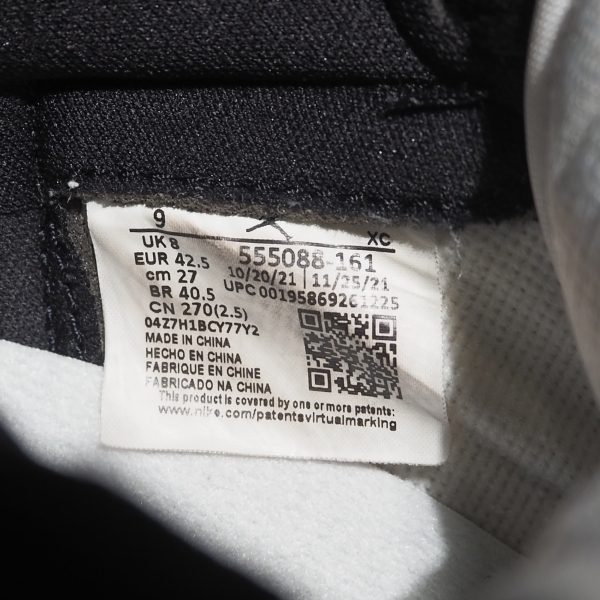 9
XC
UK 8
555088-161
EUR 42.5
10/20/21 | 11/25/21
cm 27
UPC 00195869261225
BR 40.5
CN 270(2.5)
04Z7H1BCY77Y2
MADE IN CHINA
HECHO EN CHINA
FABRIQUE EN CHINE
FABRICADO NA CHINA
This product is covered by one or more patents:
www.nike.com/patentsvirtualmarking